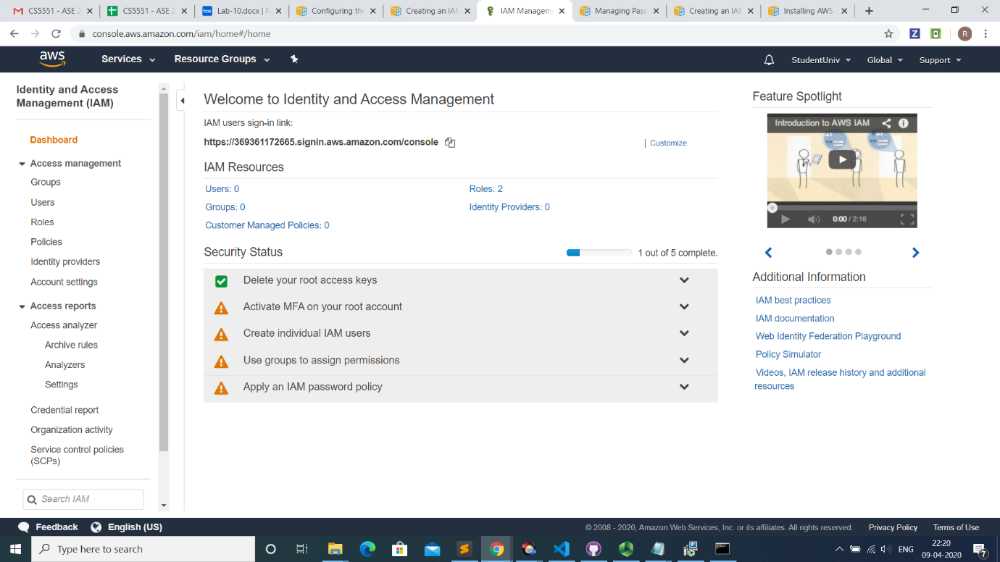 CS5551 - ASE 2
CS5551 - ASE 2
box
Lab-10.docx | P
Configuring the
Creating an IAM
IAM Managem
Managing Pass
Creating an IAM
Installing AWS
console.aws.amazon.com/iam/home#/home
Z
R
aws
Services
Resource Groups
StudentUniv
Global
Support
Identity and Access
Management (IAM)
Dashboard
Access management
Groups
Users
Roles
Policies
Identity providers
Account settings
Access reports
Access analyzer
Archive rules
Analyzers
Settings
Credential report
Organization activity
Service control policies
(SCPs)
Search IAM
Welcome to Identity and Access Management
IAM users sign-in link:
https://369361172665.signin.aws.amazon.com/console
| Customize
IAM Resources
Users: 0
Roles: 2
Groups: 0
Identity Providers: 0
Customer Managed Policies: 0
Security Status
1 out of 5 complete.
Delete your root access keys
Activate MFA on your root account
Create individual IAM users
Use groups to assign permissions
Apply an IAM password policy
Feature Spotlight
Introduction to AWS IAM
0:00 / 2:16
Additional Information
IAM best practices
IAM documentation
Web Identity Federation Playground
Policy Simulator
Videos, IAM release history and additional
resources
Feedback
English (US)
© 2008 - 2020, Amazon Web Services, Inc. or its affiliates. All rights reserved.
Privacy Policy
Terms of Use
Type here to search
ENG
22:20
09-04-2020
7